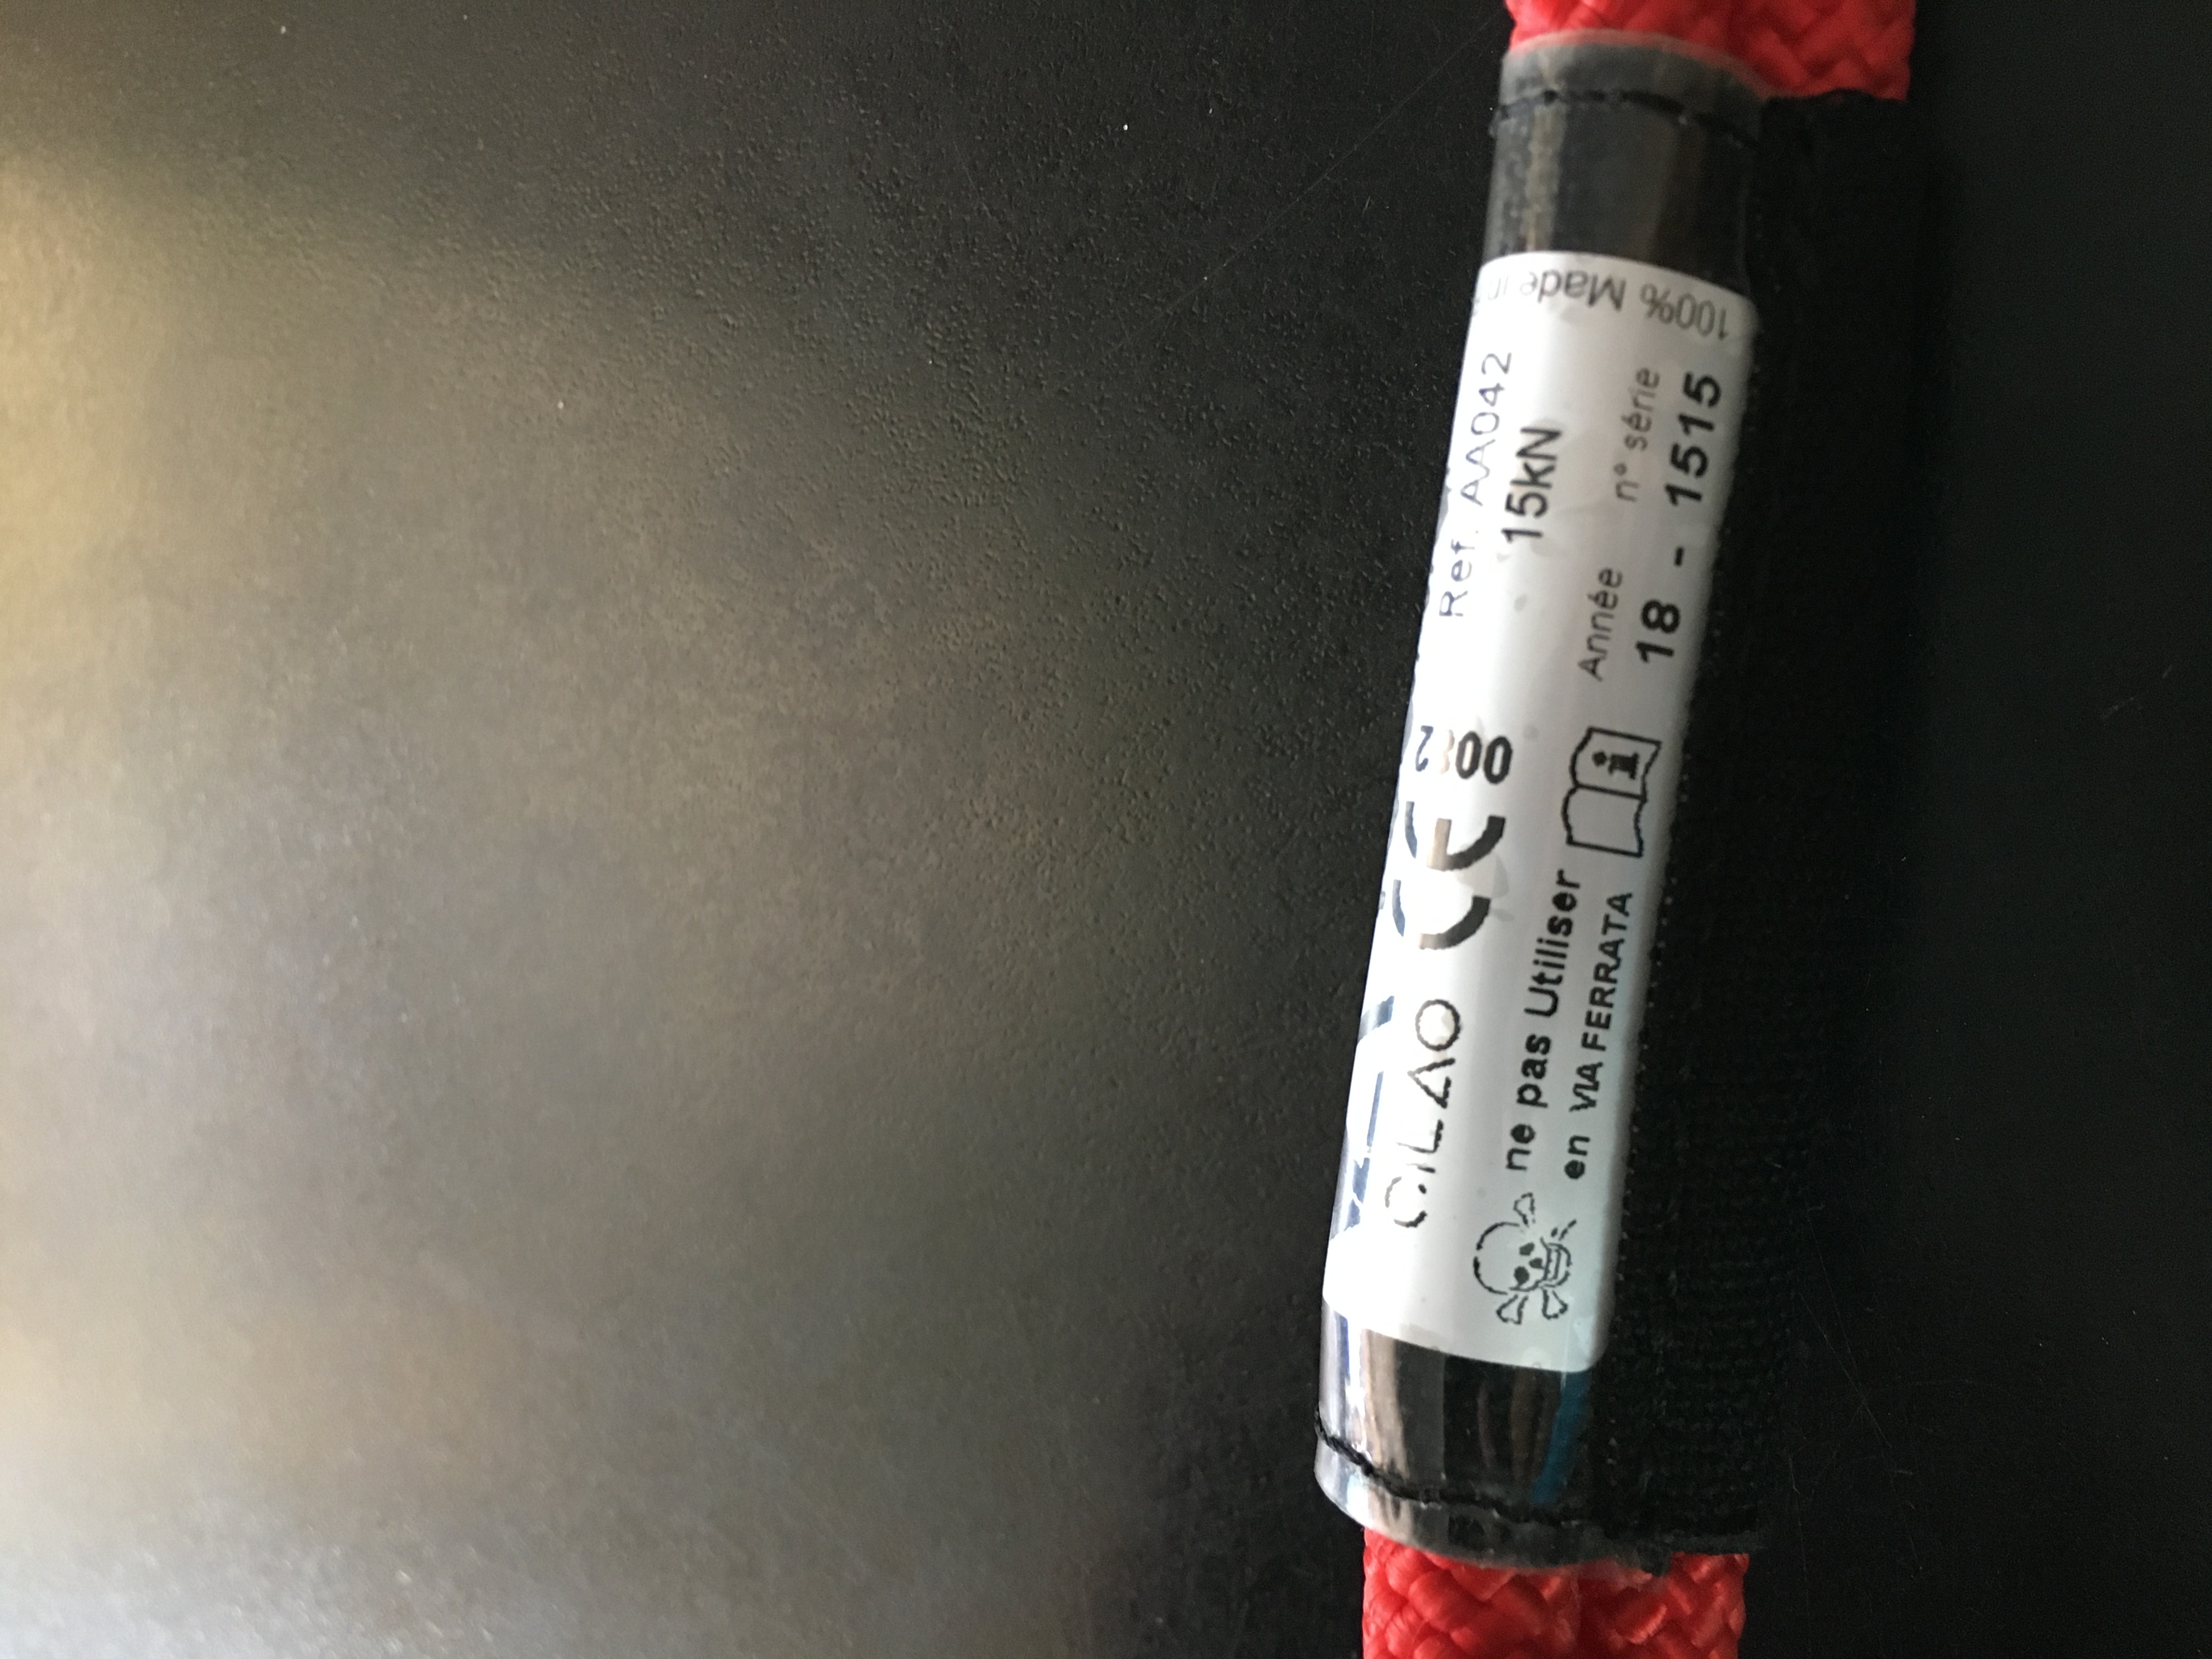 CILAO
CE 0082
Ref. AA042
15kN
ne pas Utiliser
en VIA FERRATA
i
Année n° série
18 - 1515
100% Made in